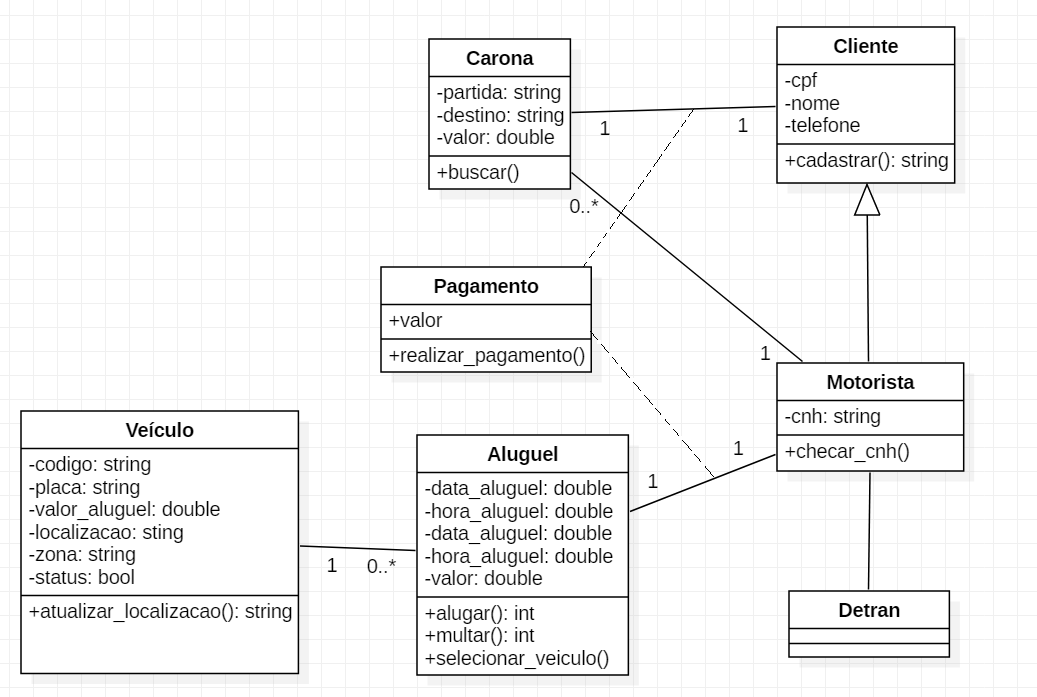 Carona
-partida: string
-destino: string
-valor: double
+buscar()
Cliente
-cpf
-nome
-telefone
+cadastrar(): string
1
1
0..*
1
Pagamento
+valor
+realizar_pagamento()
Motorista
-cnh: string
+checar_cnh()
Veículo
-codigo: string
-placa: string
-valor_aluguel: double
-localizacao: sting
-zona: string
-status: bool
+atualizar_localizacao(): string
1
0..*
Aluguel
-data_aluguel: double
-hora_aluguel: double
-data_aluguel: double
-hora_aluguel: double
-valor: double
+alugar(): int
+multar(): int
+selecionar_veiculo()
1
1
Detran